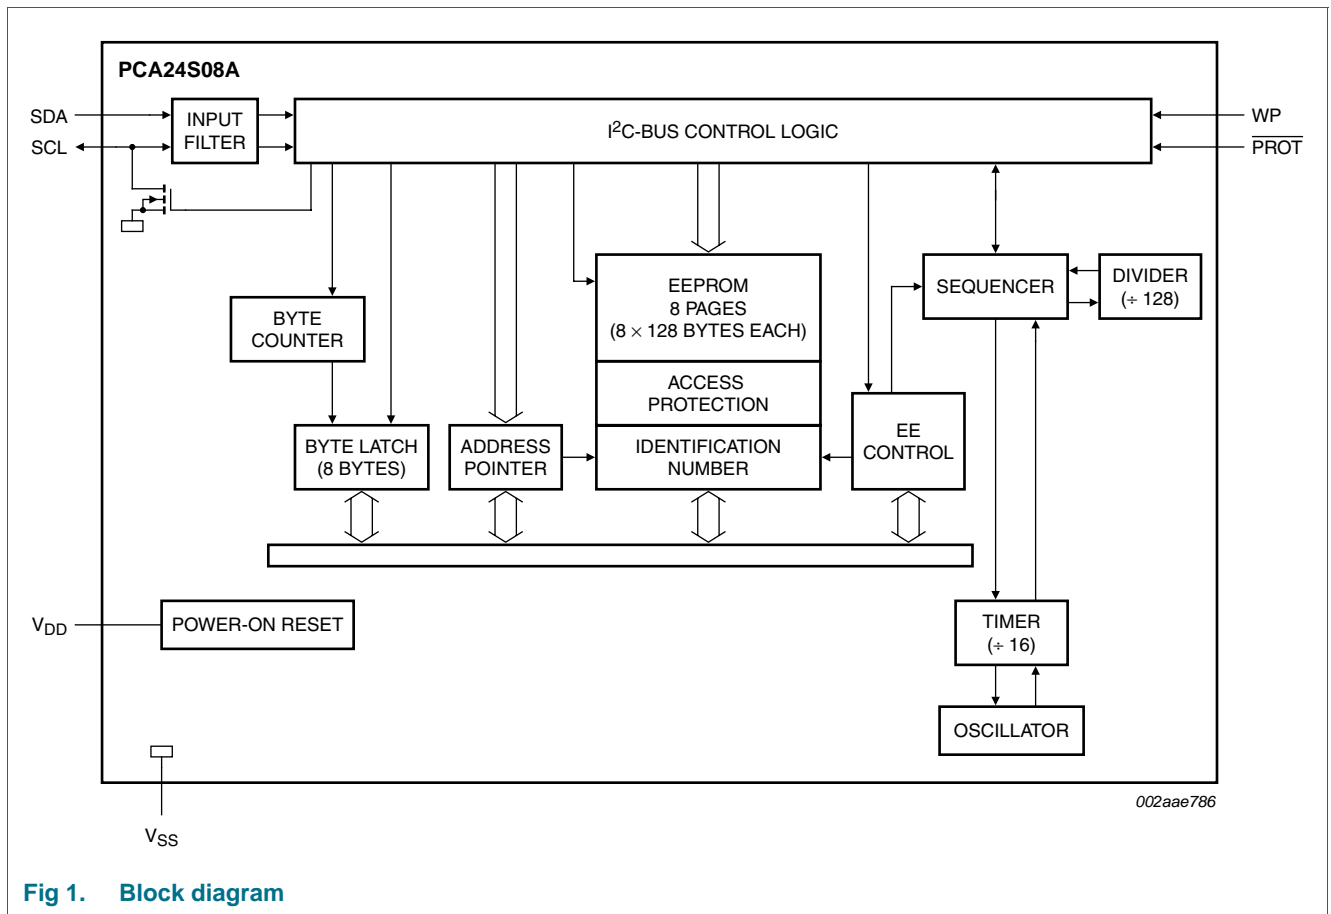 PCA24S08A
SDA
SCL
INPUT
FILTER
I²C-BUS CONTROL LOGIC
WP
PROT
BYTE
COUNTER
EEPROM
8 PAGES
(8 × 128 BYTES EACH)
SEQUENCER
DIVIDER
(÷ 128)
ACCESS
PROTECTION
BYTE LATCH
(8 BYTES)
ADDRESS
POINTER
IDENTIFICATION
NUMBER
EE
CONTROL
VDD
POWER-ON RESET
TIMER
(÷ 16)
OSCILLATOR
VSS
002aae786
Fig 1. Block diagram